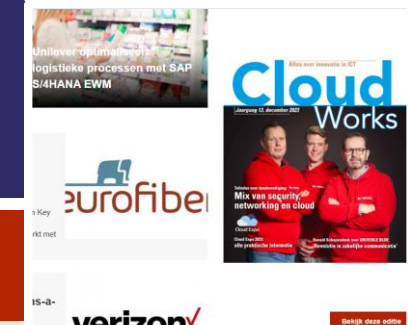 Unilever optimaliseert
logistieke processen met SAP
S/4HANA EWM
Alles over innovatie in ICT
Cloud
Works
Jaargang 13, december 2023
eurofiber
n Key
rkt met
Mix van security,
networking en cloud
Cloud Expo
Cloud Expo 2023
alle praktische informatie
ns-a-
verizon
Bekijk deze editie